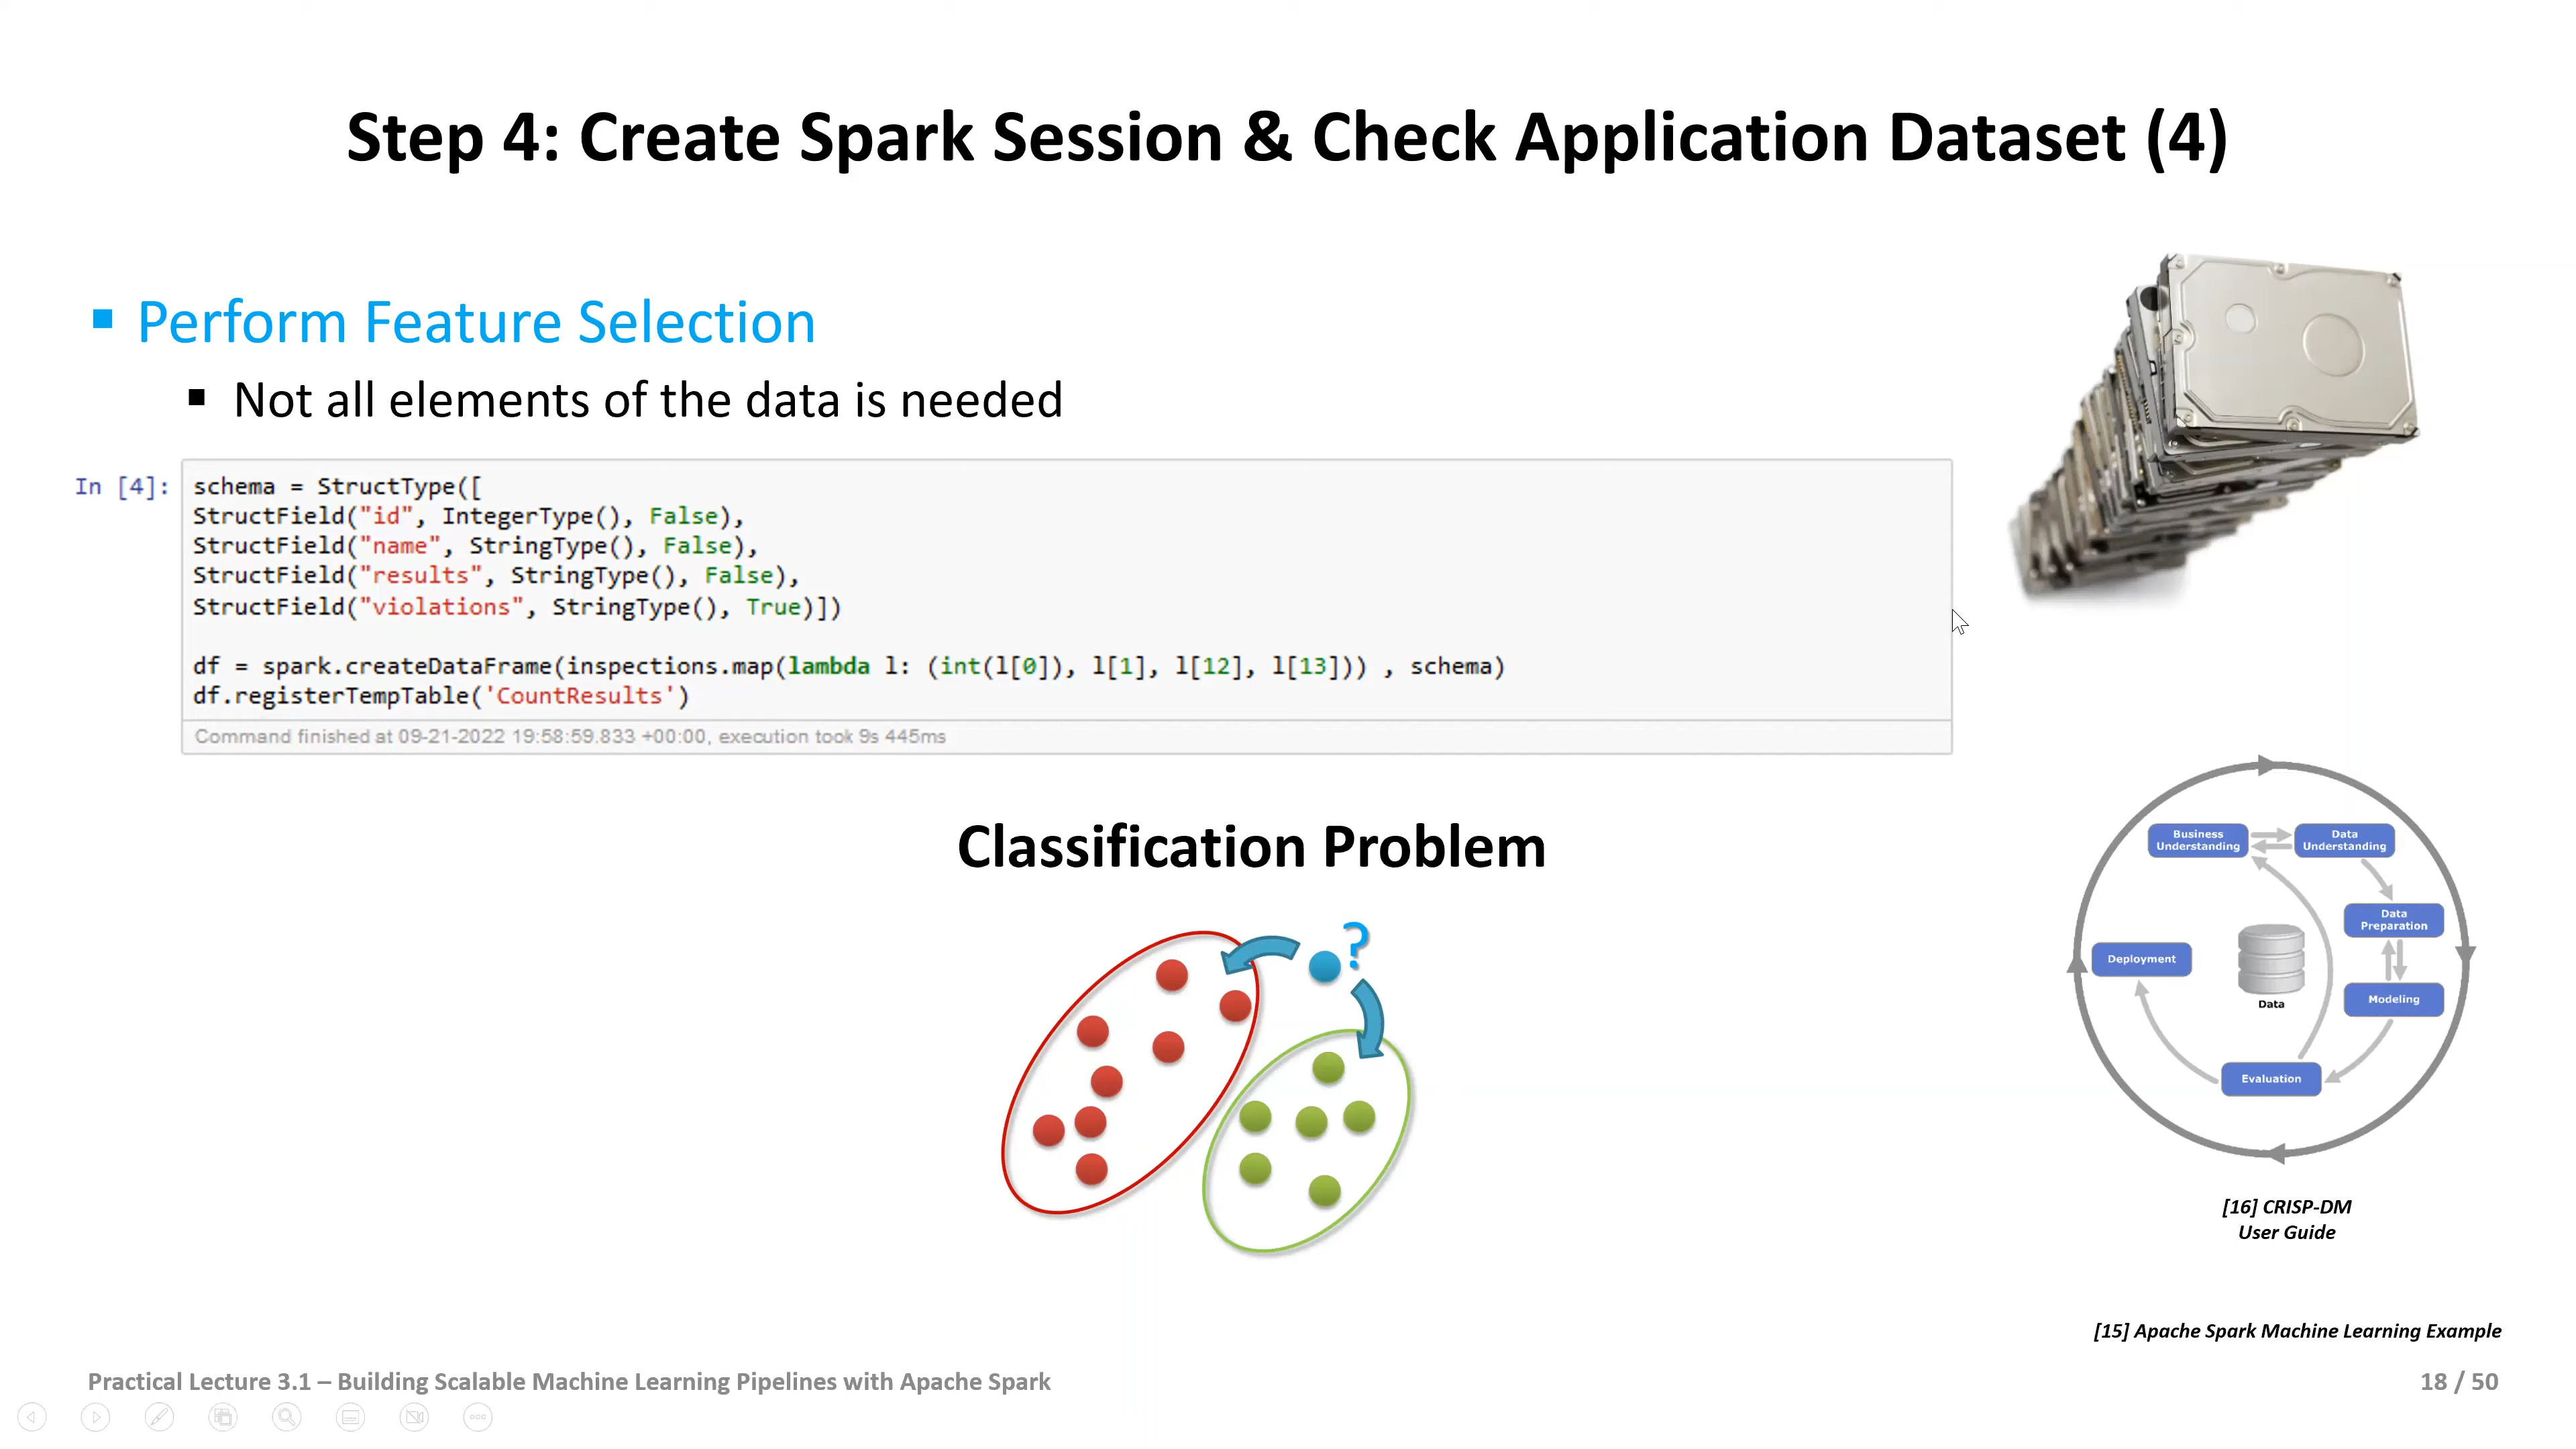 Step 4: Create Spark Session & Check Application Dataset (4)
Perform Feature Selection
Not all elements of the data is needed
In [4]:
schema = StructType([
StructField("id", IntegerType(), False),
StructField("name", StringType(), False),
StructField("results", StringType(), False),
StructField("violations", StringType(), True)])
df = spark.createDataFrame(inspections.map(lambda l: (int(l[0]), l[1], l[12], l[13])) , schema)
df.registerTempTable('CountResults')
Command finished at 09-21-2022 19:58:59.833 +00:00, execution took 9s 445ms
Classification Problem
?
Business
Understanding
Data
Understanding
Data
Preparation
Deployment
Data
Modeling
Evaluation
[16] CRISP-DM
User Guide
[15] Apache Spark Machine Learning Example
Practical Lecture 3.1 – Building Scalable Machine Learning Pipelines with Apache Spark
18 / 50